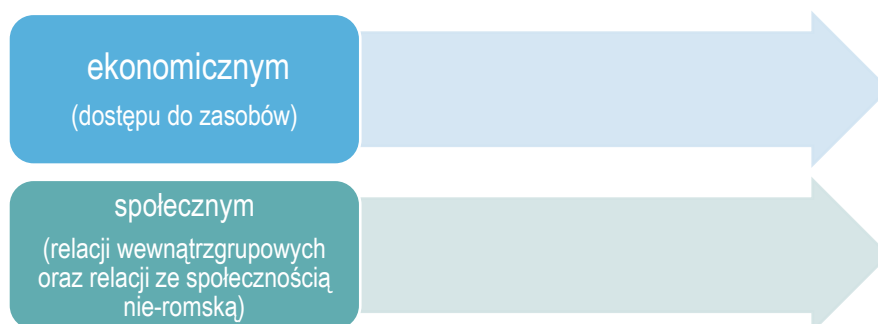 ekonomicznym
(dostępu do zasobów)
społecznym
(relacji wewnątrzgrupowych
oraz relacji ze społecznością
nie-romską)